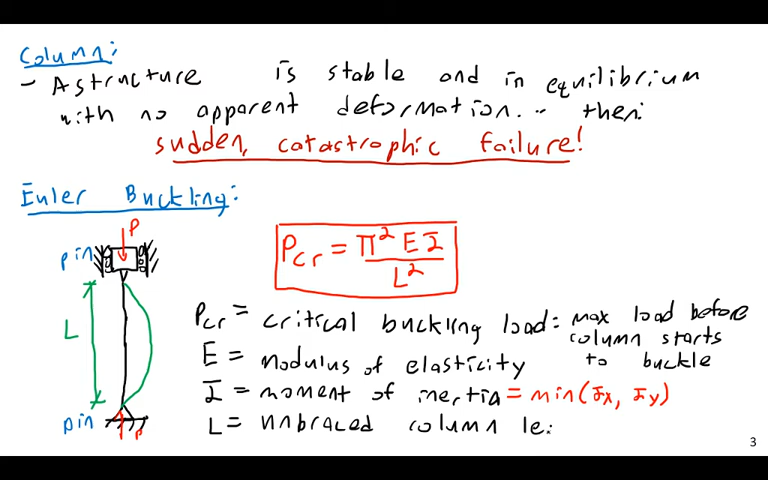 Column:
- A structure is stable and in equilibrium
with no apparent deformation... then:
sudden, catastrophic failure!
Euler Buckling:
P
pin
Pcr = π² E I / L²
L
Pcr = critical buckling load: max load before
column starts
to buckle
E = modulus of elasticity
I = moment of inertia = min(Ix, Iy)
pin
P
L = unbraced column le
3